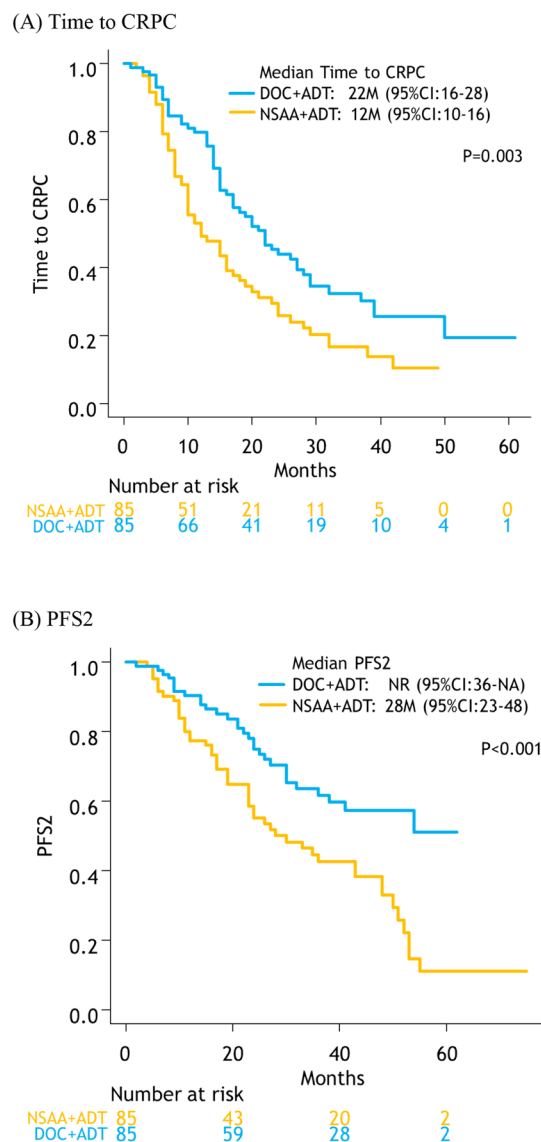 (A) Time to CRPC
Median Time to CRPC
DOC+ADT: 22M (95%CI:16-28)
NSAA+ADT: 12M (95%CI:10-16)
P=0.003
Time to CRPC
1.0
0.8
0.6
0.4
0.2
0.0
0 10 20 30 40 50 60
Months
Number at risk
NSAA+ADT 85 51 21 11 5 0 0
DOC+ADT 85 66 41 19 10 4 1
(B) PFS2
Median PFS2
DOC+ADT: NR (95%CI:36-NA)
NSAA+ADT: 28M (95%CI:23-48)
P<0.001
PFS2
1.0
0.8
0.6
0.4
0.2
0.0
0 20 40 60
Months
Number at risk
NSAA+ADT 85 43 20 2
DOC+ADT 85 59 28 2